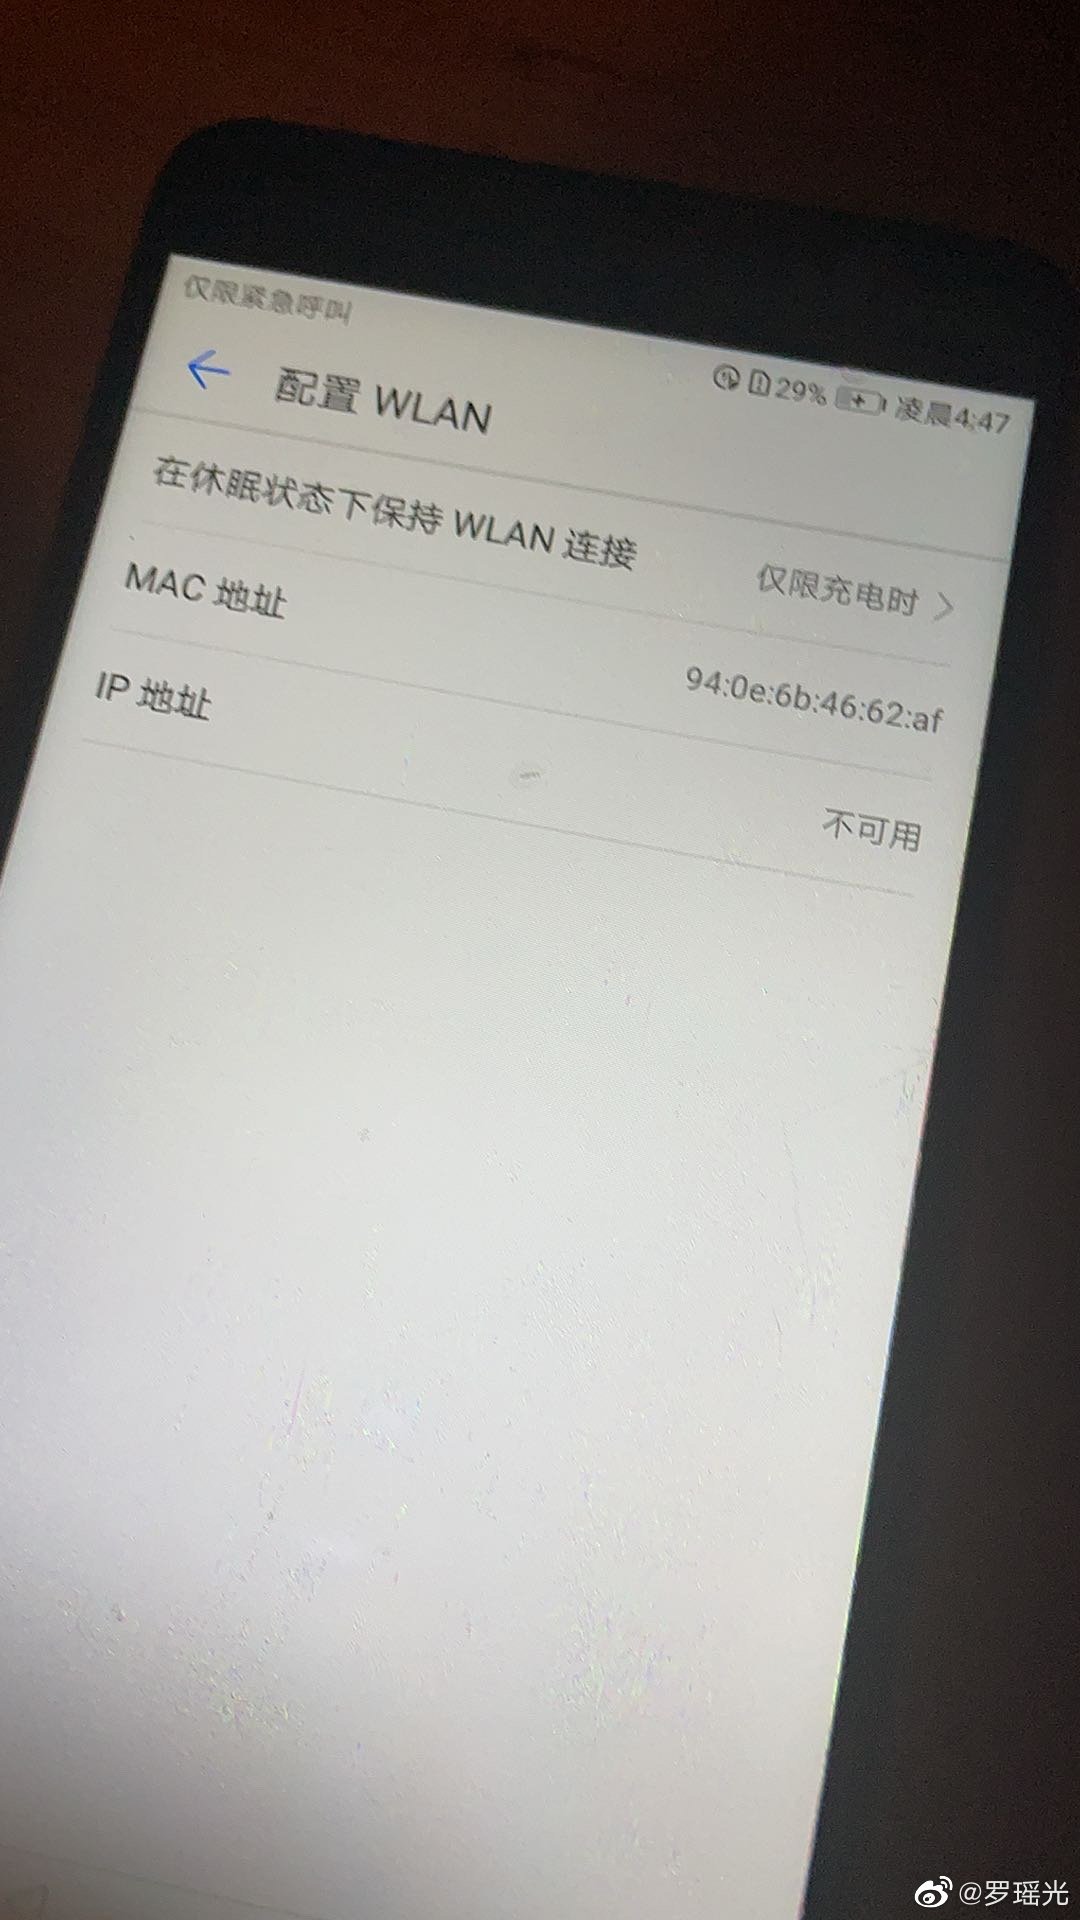 仅限紧急呼叫
29% 凌晨4:47
配置 WLAN
在休眠状态下保持 WLAN 连接
仅限充电时
MAC 地址
94:0e:6b:46:62:af
IP 地址
不可用
@罗瑶光